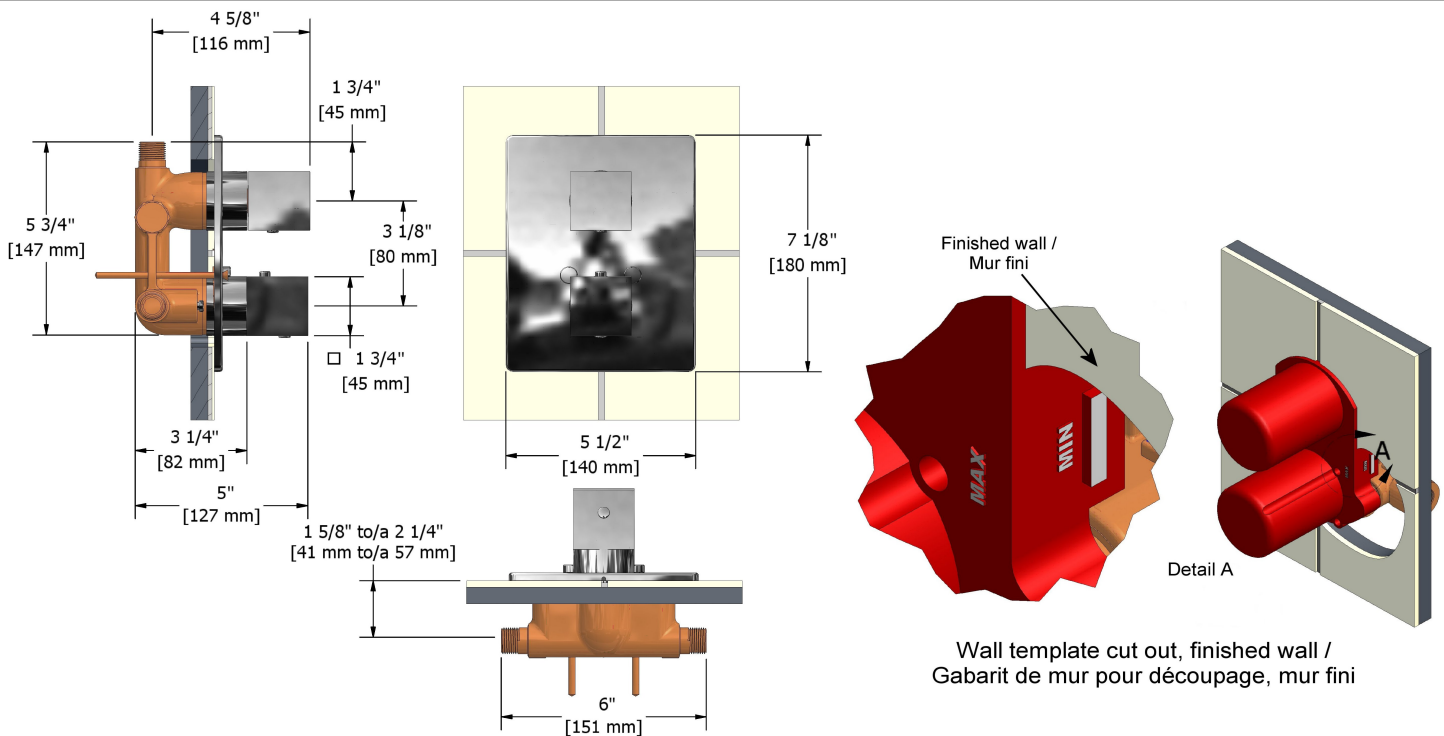 4 5/8"
[116 mm]
1 3/4"
[45 mm]
5 3/4"
[147 mm]
3 1/8"
[80 mm]
□ 1 3/4"
[45 mm]
3 1/4"
[82 mm]
5"
[127 mm]
7 1/8"
[180 mm]
5 1/2"
[140 mm]
1 5/8" to/a 2 1/4"
[41 mm to/a 57 mm]
6"
[151 mm]
Finished wall /
Mur fini
MAX
MIN
A
Detail A
Wall template cut out, finished wall /
Gabarit de mur pour découpage, mur fini